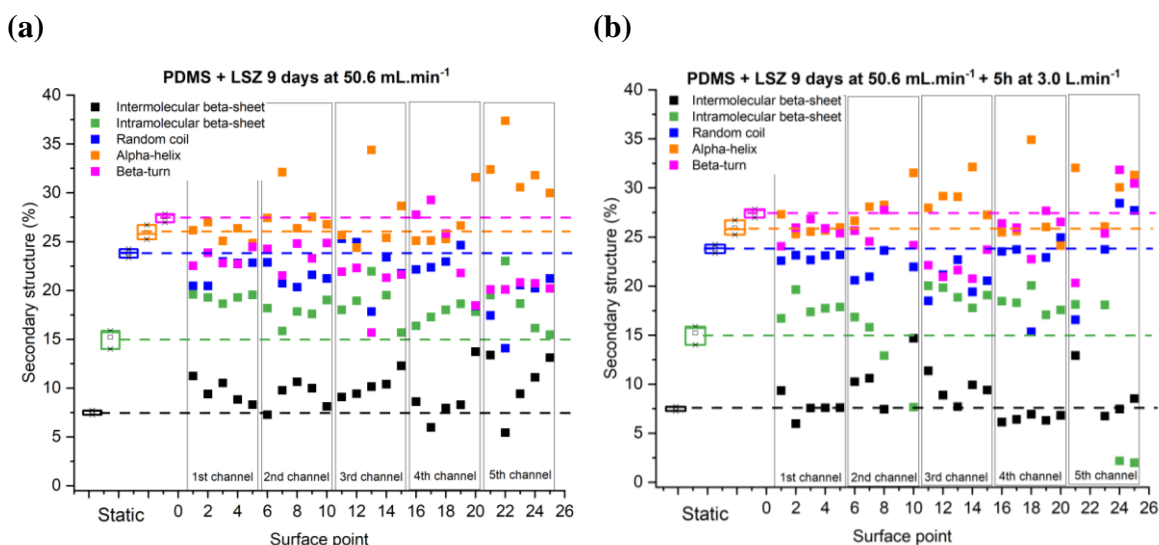 (a)
PDMS + LSZ 9 days at 50.6 mL.min⁻¹
Intermolecular beta-sheet
Intramolecular beta-sheet
Random coil
Alpha-helix
Beta-turn
Secondary structure (%)
40
35
30
25
20
15
10
5
0
1st channel 2nd channel 3rd channel 4th channel 5th channel
Static 0 2 4 6 8 10 12 14 16 18 20 22 24 26
Surface point
(b)
PDMS + LSZ 9 days at 50.6 mL.min⁻¹ + 5h at 3.0 L.min⁻¹
Intermolecular beta-sheet
Intramolecular beta-sheet
Random coil
Alpha-helix
Beta-turn
Secondary structure (%)
40
35
30
25
20
15
10
5
0
1st channel 2nd channel 3rd channel 4th channel 5th channel
Static 0 2 4 6 8 10 12 14 16 18 20 22 24 26
Surface point